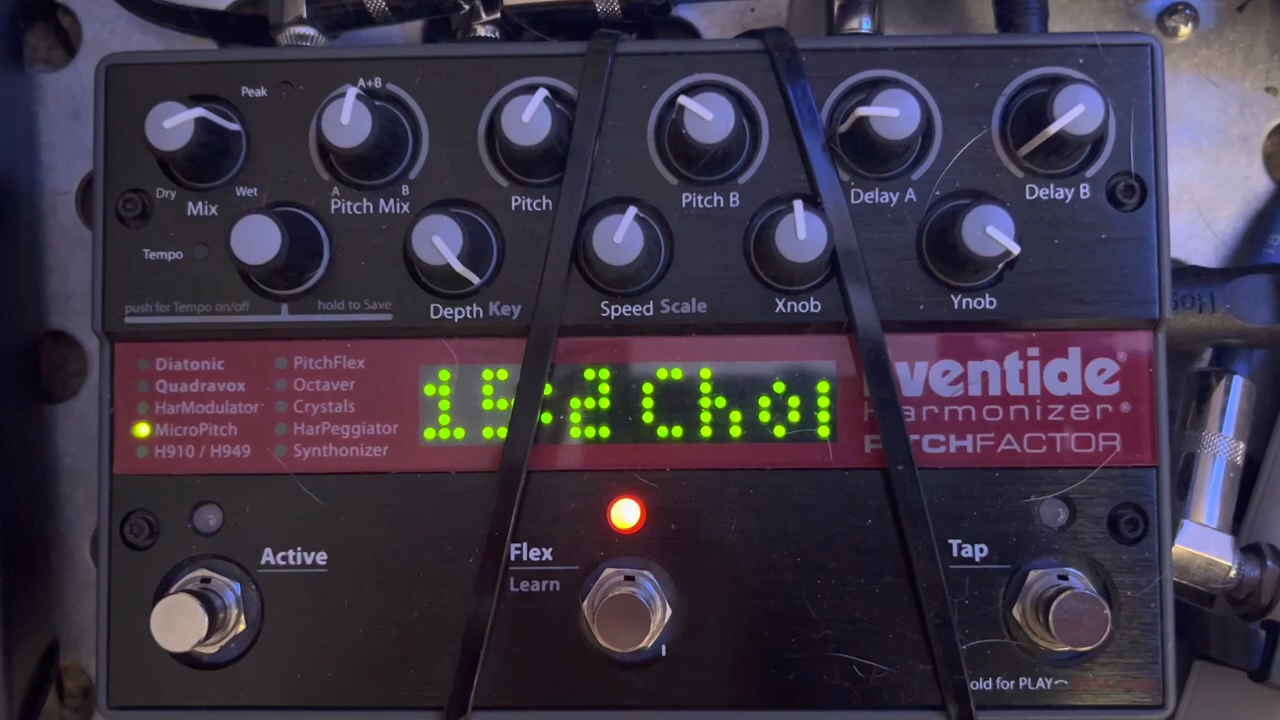 Peak
A+B
Dry
Wet
Mix
A
B
Pitch Mix
Pitch
Pitch B
Delay A
Delay B
Tempo
push for Tempo on/off
hold to Save
Depth Key
Speed Scale
Xnob
Ynob
Diatonic
PitchFlex
Quadravox
Octaver
HarModulator
Crystals
MicroPitch
HarPeggiator
H910 / H949
Synthonizer
15:2 Cho
ventide®
Harmonizer®
PITCHFACTOR
Active
Flex
Learn
Tap
old for PLAY